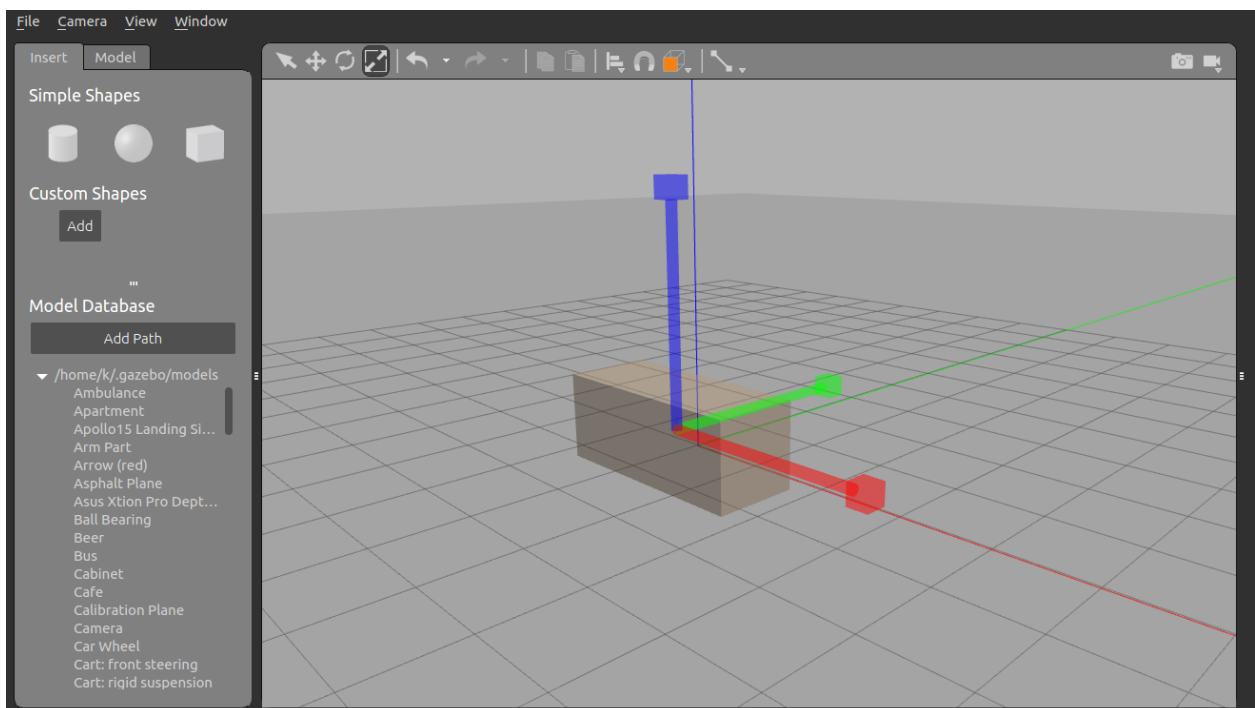 File Camera View Window
Insert Model
Simple Shapes
Custom Shapes
Add
Model Database
Add Path
/home/k/.gazebo/models
Ambulance
Apartment
Apollo15 Landing Si...
Arm Part
Arrow (red)
Asphalt Plane
Asus Xtion Pro Dept...
Ball Bearing
Beer
Bus
Cabinet
Cafe
Calibration Plane
Camera
Car Wheel
Cart: front steering
Cart: rigid suspension